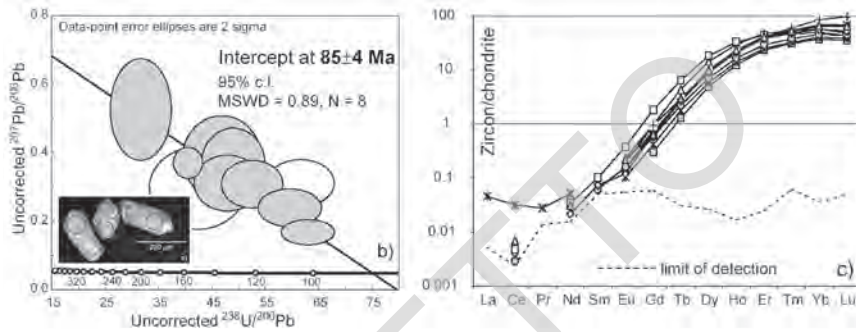 0.8
Data-point error ellipses are 2 sigma
Intercept at 85±4 Ma
95% c.l.
MSWD = 0.89, N = 8
0.6
0.4
0.2
0.0
Uncorrected ²⁰⁷Pb/²⁰⁶Pb
200 µm
b)
320 240 200 160 120 100
15 25 35 45 55 65 75
Uncorrected ²³⁸U/²⁰⁶Pb
100
10
1
0.1
0.01
0.001
Zircon/chondrite
limit of detection
c)
La Ce Pr Nd Sm Eu Gd Tb Dy Ho Er Tm Yb Lu